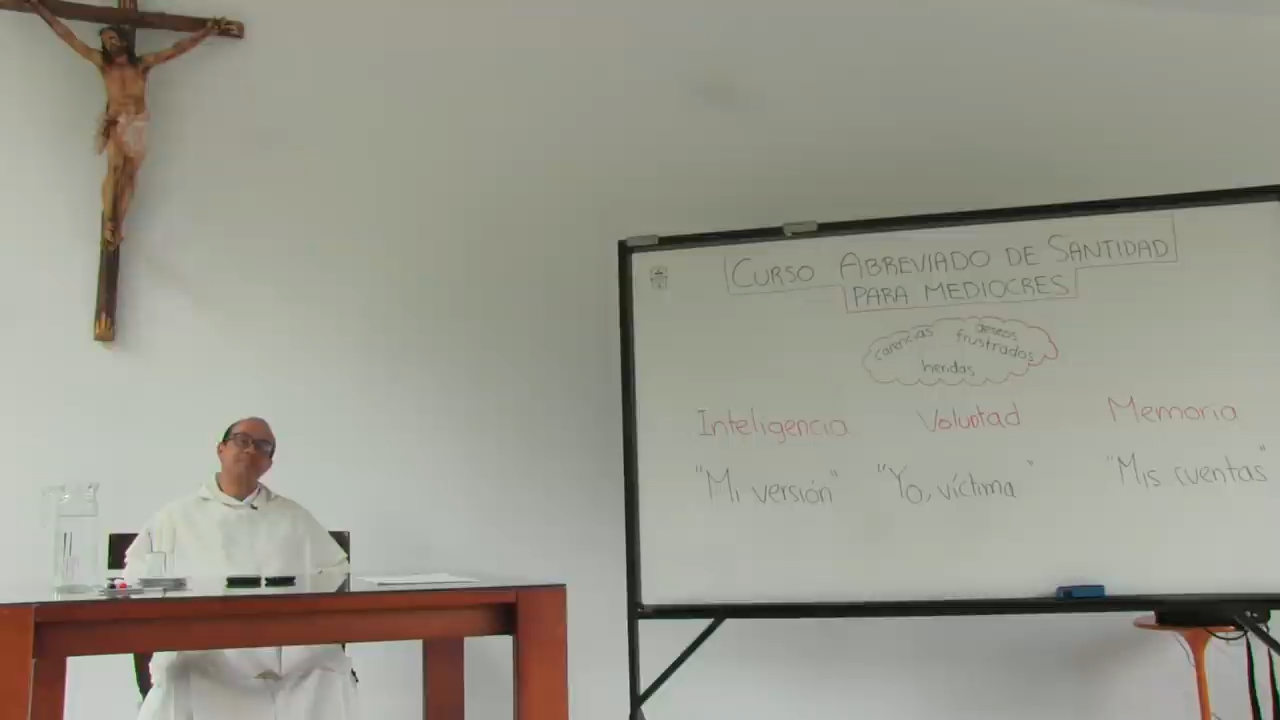 CURSO ABREVIADO DE SANTIDAD
PARA MEDIOCRES
carencias deseos frustrados
heridas
Inteligencia Voluntad Memoria
"Mi versión" "Yo, víctima" "Mis cuentas"